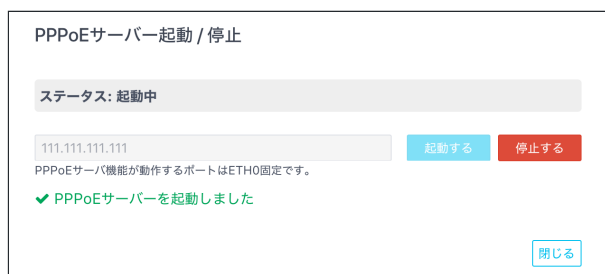 PPPoEサーバー起動 / 停止
ステータス: 起動中
111.111.111.111
起動する
停止する
PPPoEサーバ機能が動作するポートはETH0固定です。
PPPoEサーバーを起動しました
閉じる